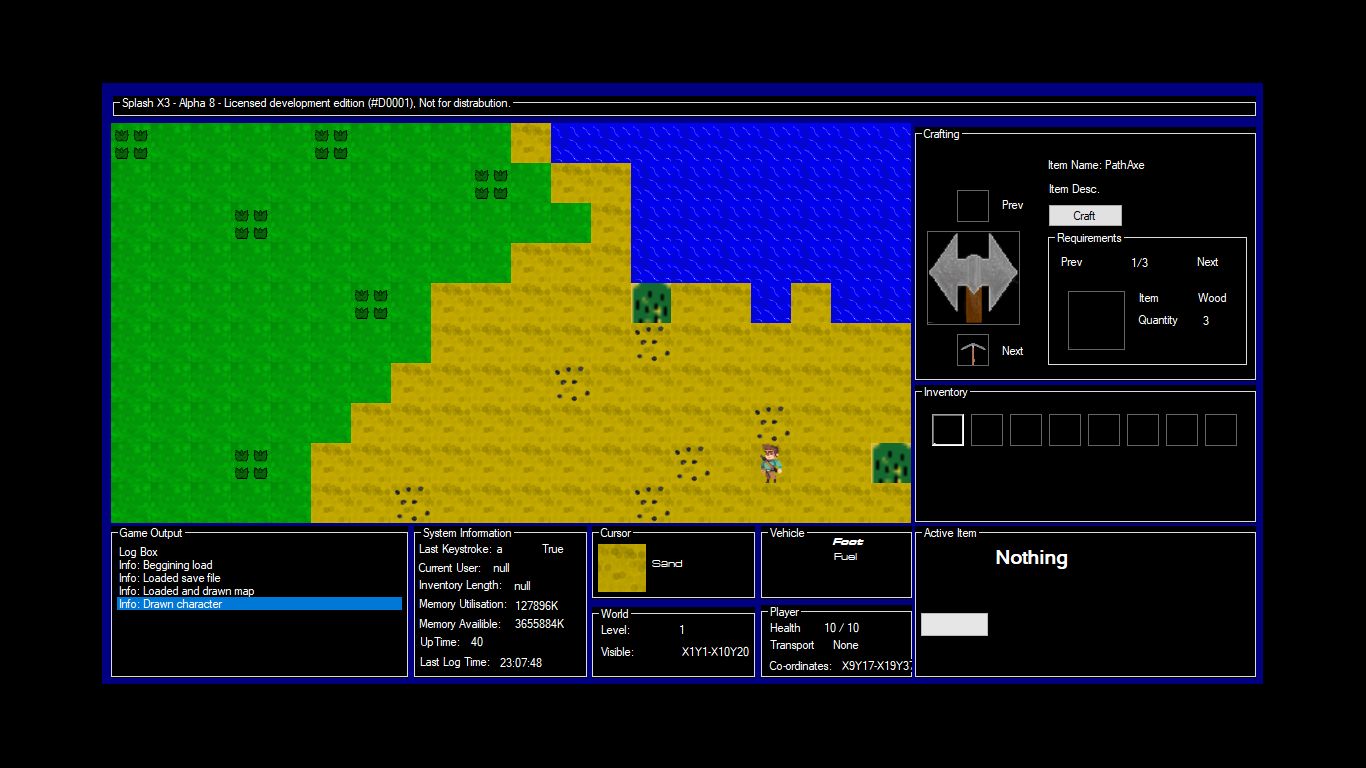 Splash X3 - Alpha 8 - Licensed development edition (#D0001), Not for distrabution.
Crafting
Item Name: PathAxe
Item Desc.
Prev
Craft
Requirements
Prev 1/3 Next
Item Wood
Quantity 3
Next
Inventory
Game Output
Log Box
Info: Beggining load
Info: Loaded save file
Info: Loaded and drawn map
Info: Drawn character
System Information
Last Keystroke: a True
Current User: null
Inventory Length: null
Memory Utilisation: 127896K
Memory Availible: 3655884K
UpTime: 40
Last Log Time: 23:07:48
Cursor
Sand
World
Level: 1
Visible: X1Y1-X10Y20
Vehicle
Foot
Fuel
Player
Health 10 / 10
Transport None
Co-ordinates: X9Y17-X19Y37
Active Item
Nothing